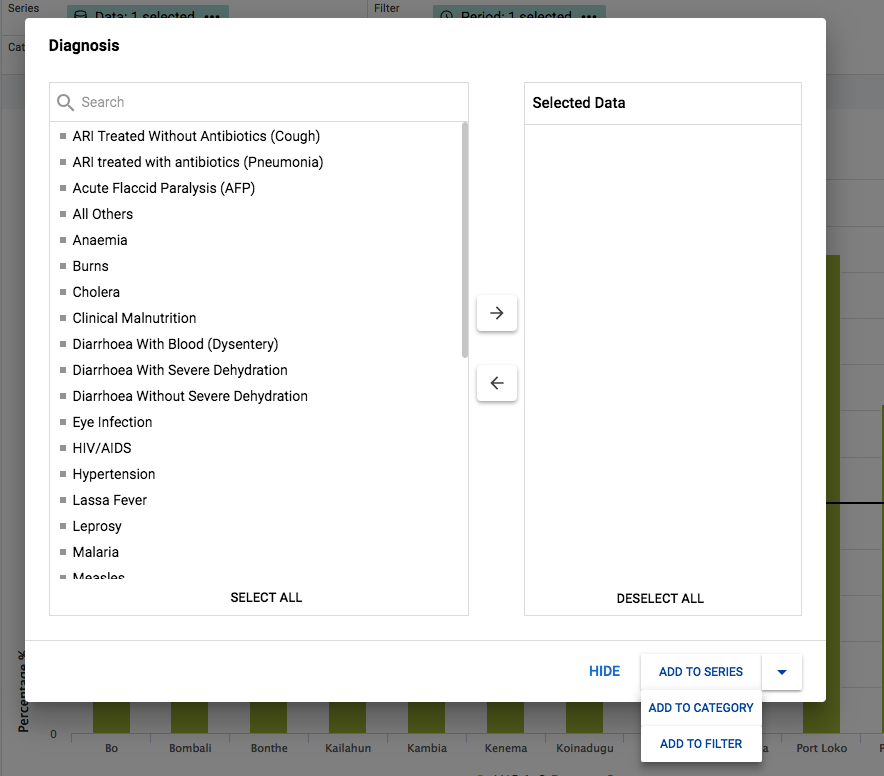 Series
Data: 1 selected
Filter
Period: 1 selected
Cat
Diagnosis
Search
Selected Data
ARI Treated Without Antibiotics (Cough)
ARI treated with antibiotics (Pneumonia)
Acute Flaccid Paralysis (AFP)
All Others
Anaemia
Burns
Cholera
Clinical Malnutrition
Diarrhoea With Blood (Dysentery)
Diarrhoea With Severe Dehydration
Diarrhoea Without Severe Dehydration
Eye Infection
HIV/AIDS
Hypertension
Lassa Fever
Leprosy
Malaria
Measles
SELECT ALL
DESELECT ALL
HIDE
ADD TO SERIES
ADD TO CATEGORY
ADD TO FILTER
Percentage %
0
Bo
Bombali
Bonthe
Kailahun
Kambia
Kenema
Koinadugu
a
Port Loko